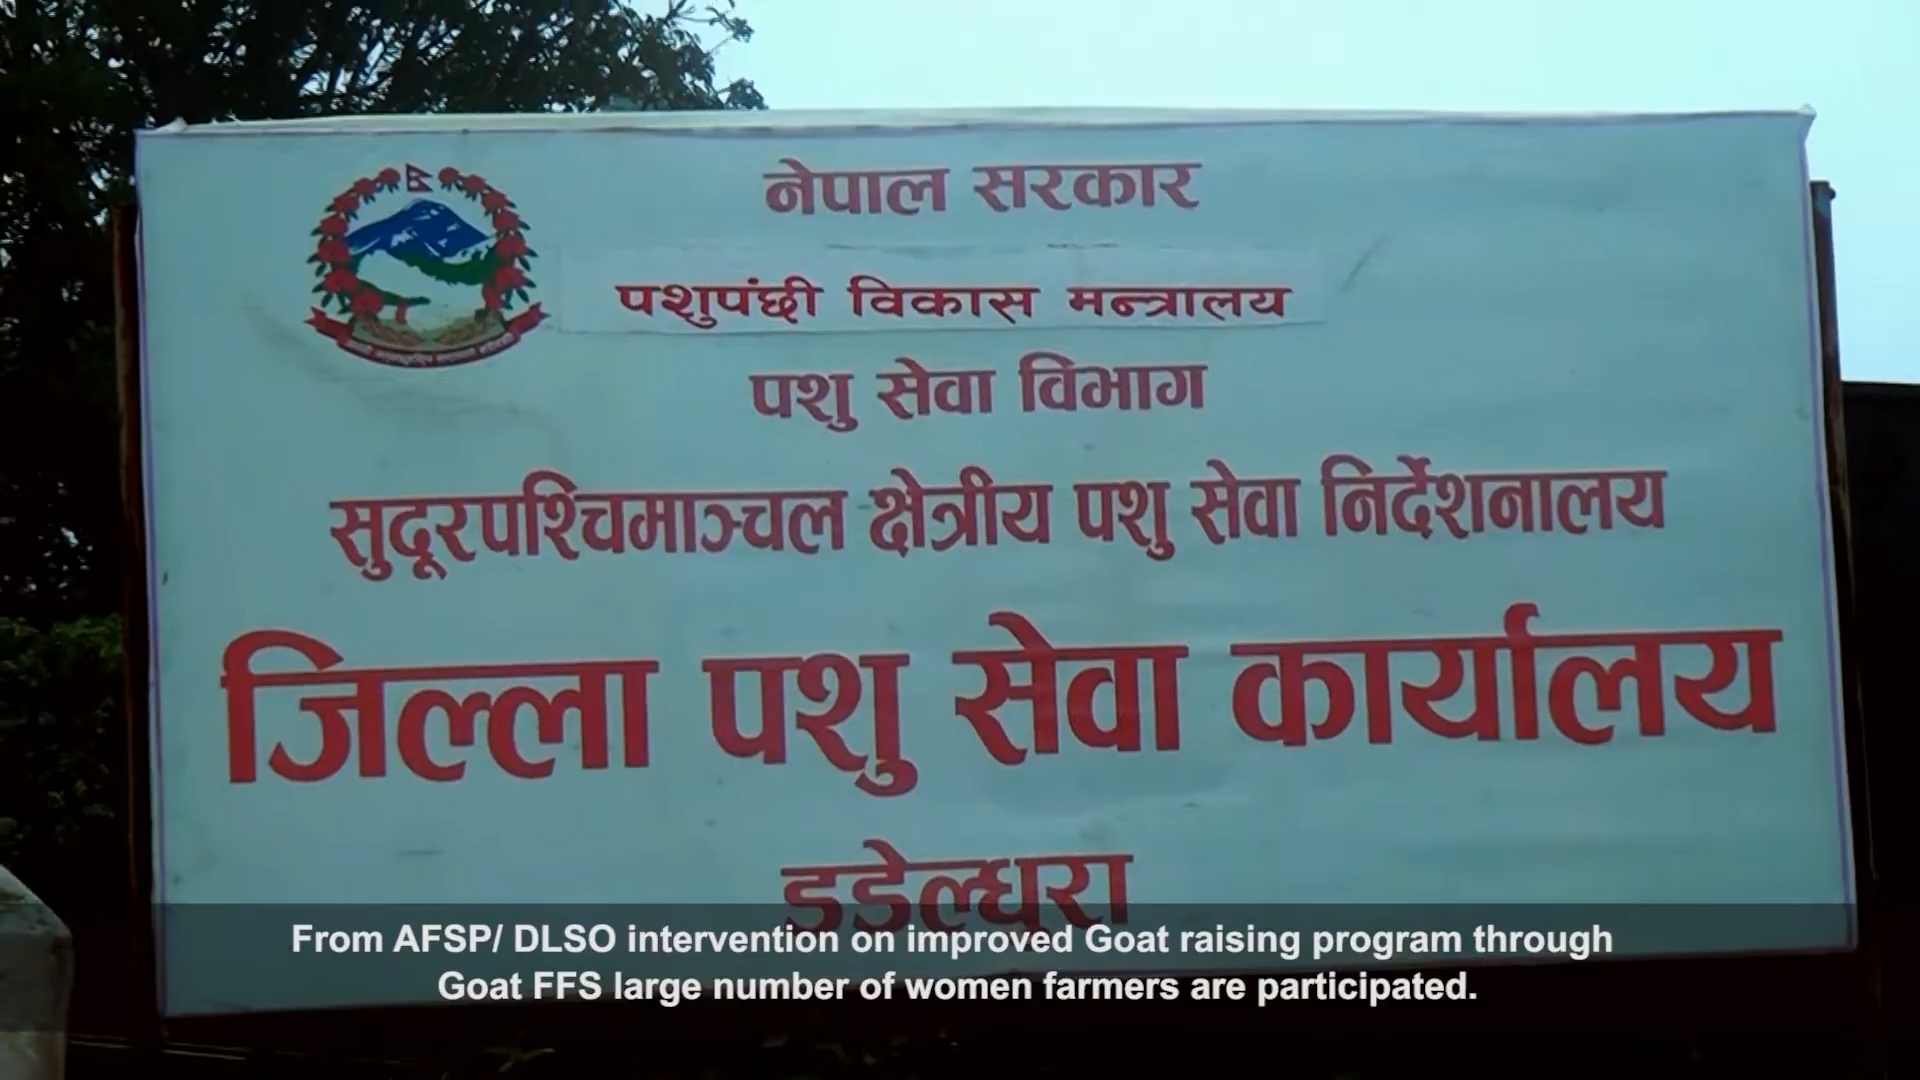 नेपाल सरकार
पशुपंछी विकास मन्त्रालय
पशु सेवा विभाग
सुदूरपश्चिमाञ्चल क्षेत्रीय पशु सेवा निर्देशनालय
जिल्ला पशु सेवा कार्यालय
डडेल्धुरा
From AFSP/ DLSO intervention on improved Goat raising program through
Goat FFS large number of women farmers are participated.